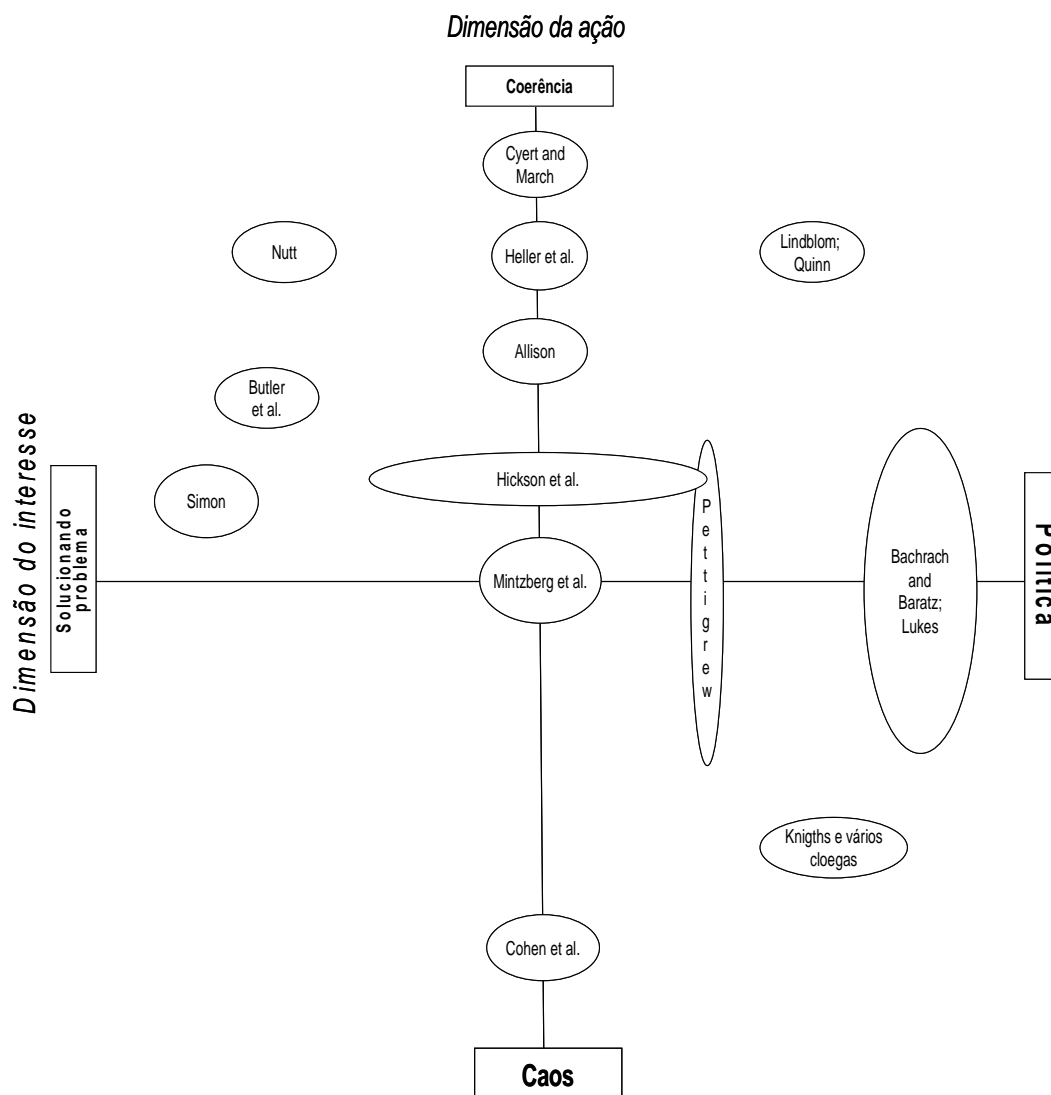 Dimensão da ação
Coerência
Cyert and
March
Nutt
Heller et al.
Lindblom;
Quinn
Allison
Butler
et al.
Dimensão do interesse
Solucionando
problema
Simon
Hickson et al.
Pettigrew
Mintzberg et al.
Bachrach
and
Baratz;
Lukes
Política
Knigths e vários
cloegas
Cohen et al.
Caos